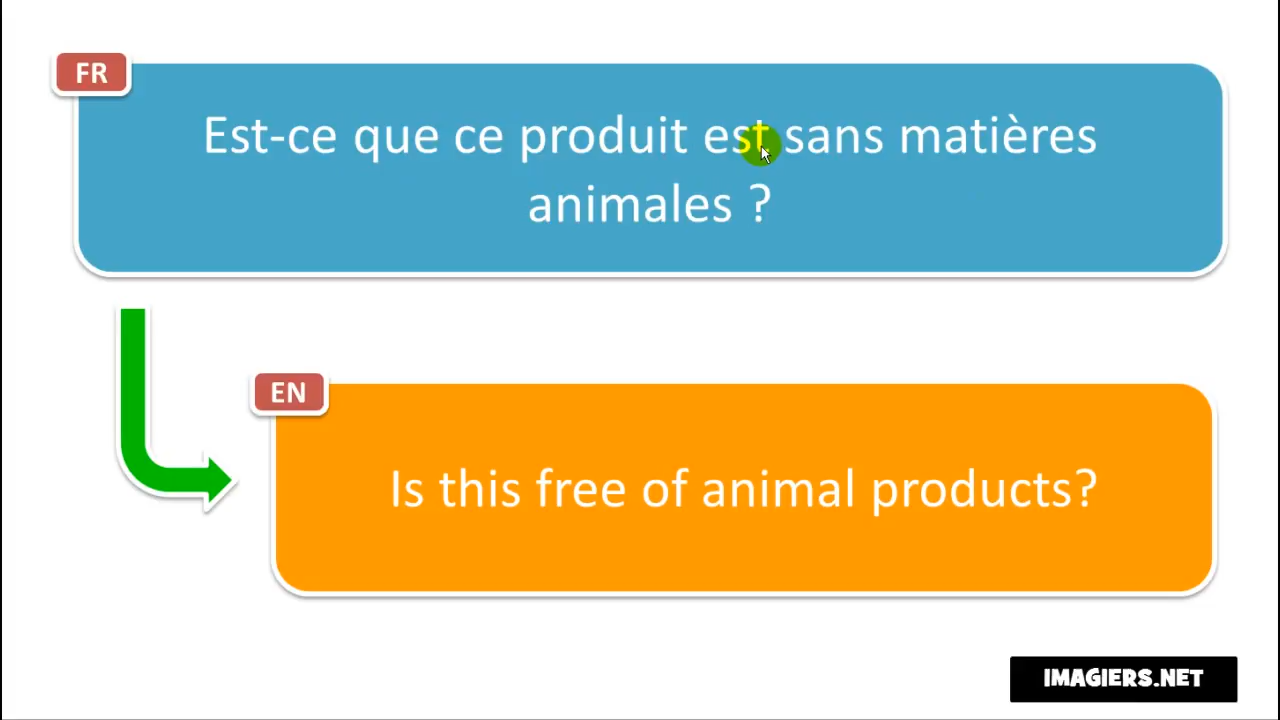 FR
Est-ce que ce produit est sans matières
animales ?
EN
Is this free of animal products?
IMAGIERS.NET